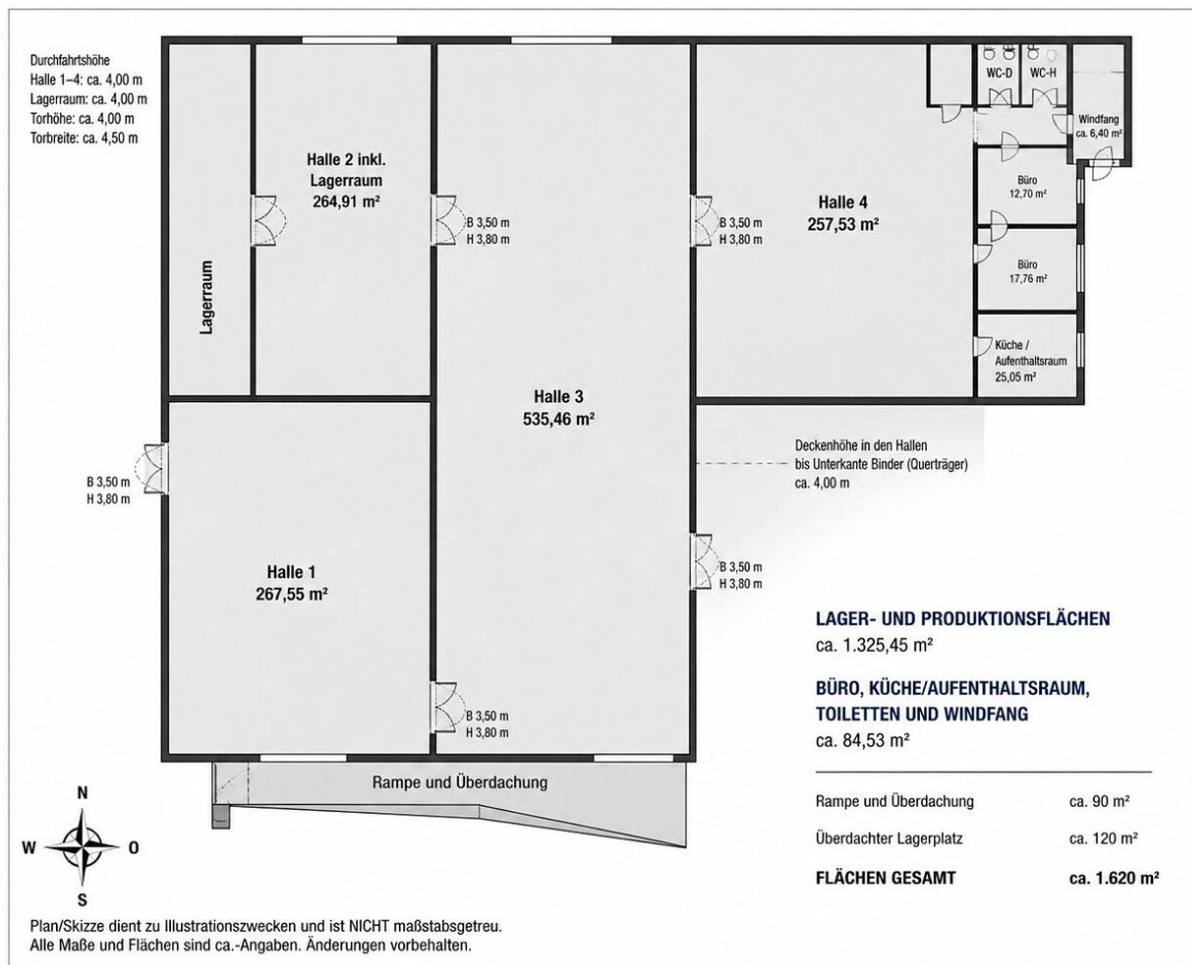 Durchfahrtshöhe
Halle 1–4: ca. 4,00 m
Lagerraum: ca. 4,00 m
Torhöhe: ca. 4,00 m
Torbreite: ca. 4,50 m
Lagerraum
Halle 2 inkl.
Lagerraum
264,91 m²
B 3,50 m
H 3,80 m
Halle 3
535,46 m²
B 3,50 m
H 3,80 m
Halle 4
257,53 m²
WC-D
WC-H
Windfang
ca. 6,40 m²
Büro
12,70 m²
Büro
17,76 m²
Küche /
Aufenthaltsraum
25,05 m²
B 3,50 m
H 3,80 m
Halle 1
267,55 m²
B 3,50 m
H 3,80 m
Deckenhöhe in den Hallen
bis Unterkante Binder (Querträger)
ca. 4,00 m
B 3,50 m
H 3,80 m
Rampe und Überdachung
LAGER- UND PRODUKTIONSFLÄCHEN
ca. 1.325,45 m²
BÜRO, KÜCHE/AUFENTHALTSRAUM,
TOILETTEN UND WINDFANG
ca. 84,53 m²
Rampe und Überdachung ca. 90 m²
Überdachter Lagerplatz ca. 120 m²
FLÄCHEN GESAMT ca. 1.620 m²
N
W O
S
Plan/Skizze dient zu Illustrationszwecken und ist NICHT maßstabsgetreu.
Alle Maße und Flächen sind ca.-Angaben. Änderungen vorbehalten.